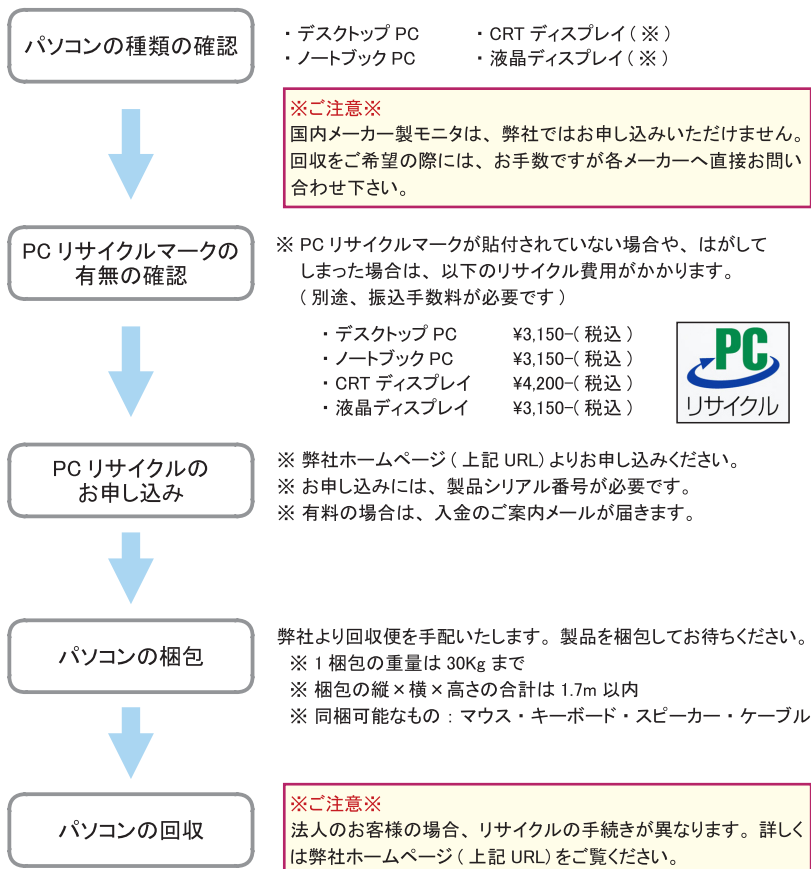 パソコンの種類の確認
・ デスクトップ PC ・ CRT ディスプレイ ( ※ )
・ ノートブック PC ・ 液晶ディスプレイ ( ※ )
※ご注意※
国内メーカー製モニタは、弊社ではお申し込みいただけません。
回収をご希望の際には、お手数ですが各メーカーへ直接お問い
合わせ下さい。
PC リサイクルマークの
有無の確認
※ PC リサイクルマークが貼付されていない場合や、はがして
しまった場合は、以下のリサイクル費用がかかります。
( 別途、振込手数料が必要です )
・ デスクトップ PC ¥3,150-( 税込 )
・ ノートブック PC ¥3,150-( 税込 )
・ CRT ディスプレイ ¥4,200-( 税込 )
・ 液晶ディスプレイ ¥3,150-( 税込 )
PC
リサイクル
PC リサイクルの
お申し込み
※ 弊社ホームページ ( 上記 URL) よりお申し込みください。
※ お申し込みには、製品シリアル番号が必要です。
※ 有料の場合は、入金のご案内メールが届きます。
パソコンの梱包
弊社より回収便を手配いたします。製品を梱包してお待ちください。
※ 1 梱包の重量は 30Kg まで
※ 梱包の縦×横×高さの合計は 1.7m 以内
※ 同梱可能なもの : マウス・キーボード・スピーカー・ケーブル
パソコンの回収
※ご注意※
法人のお客様の場合、リサイクルの手続きが異なります。詳しく
は弊社ホームページ ( 上記 URL) をご覧ください。